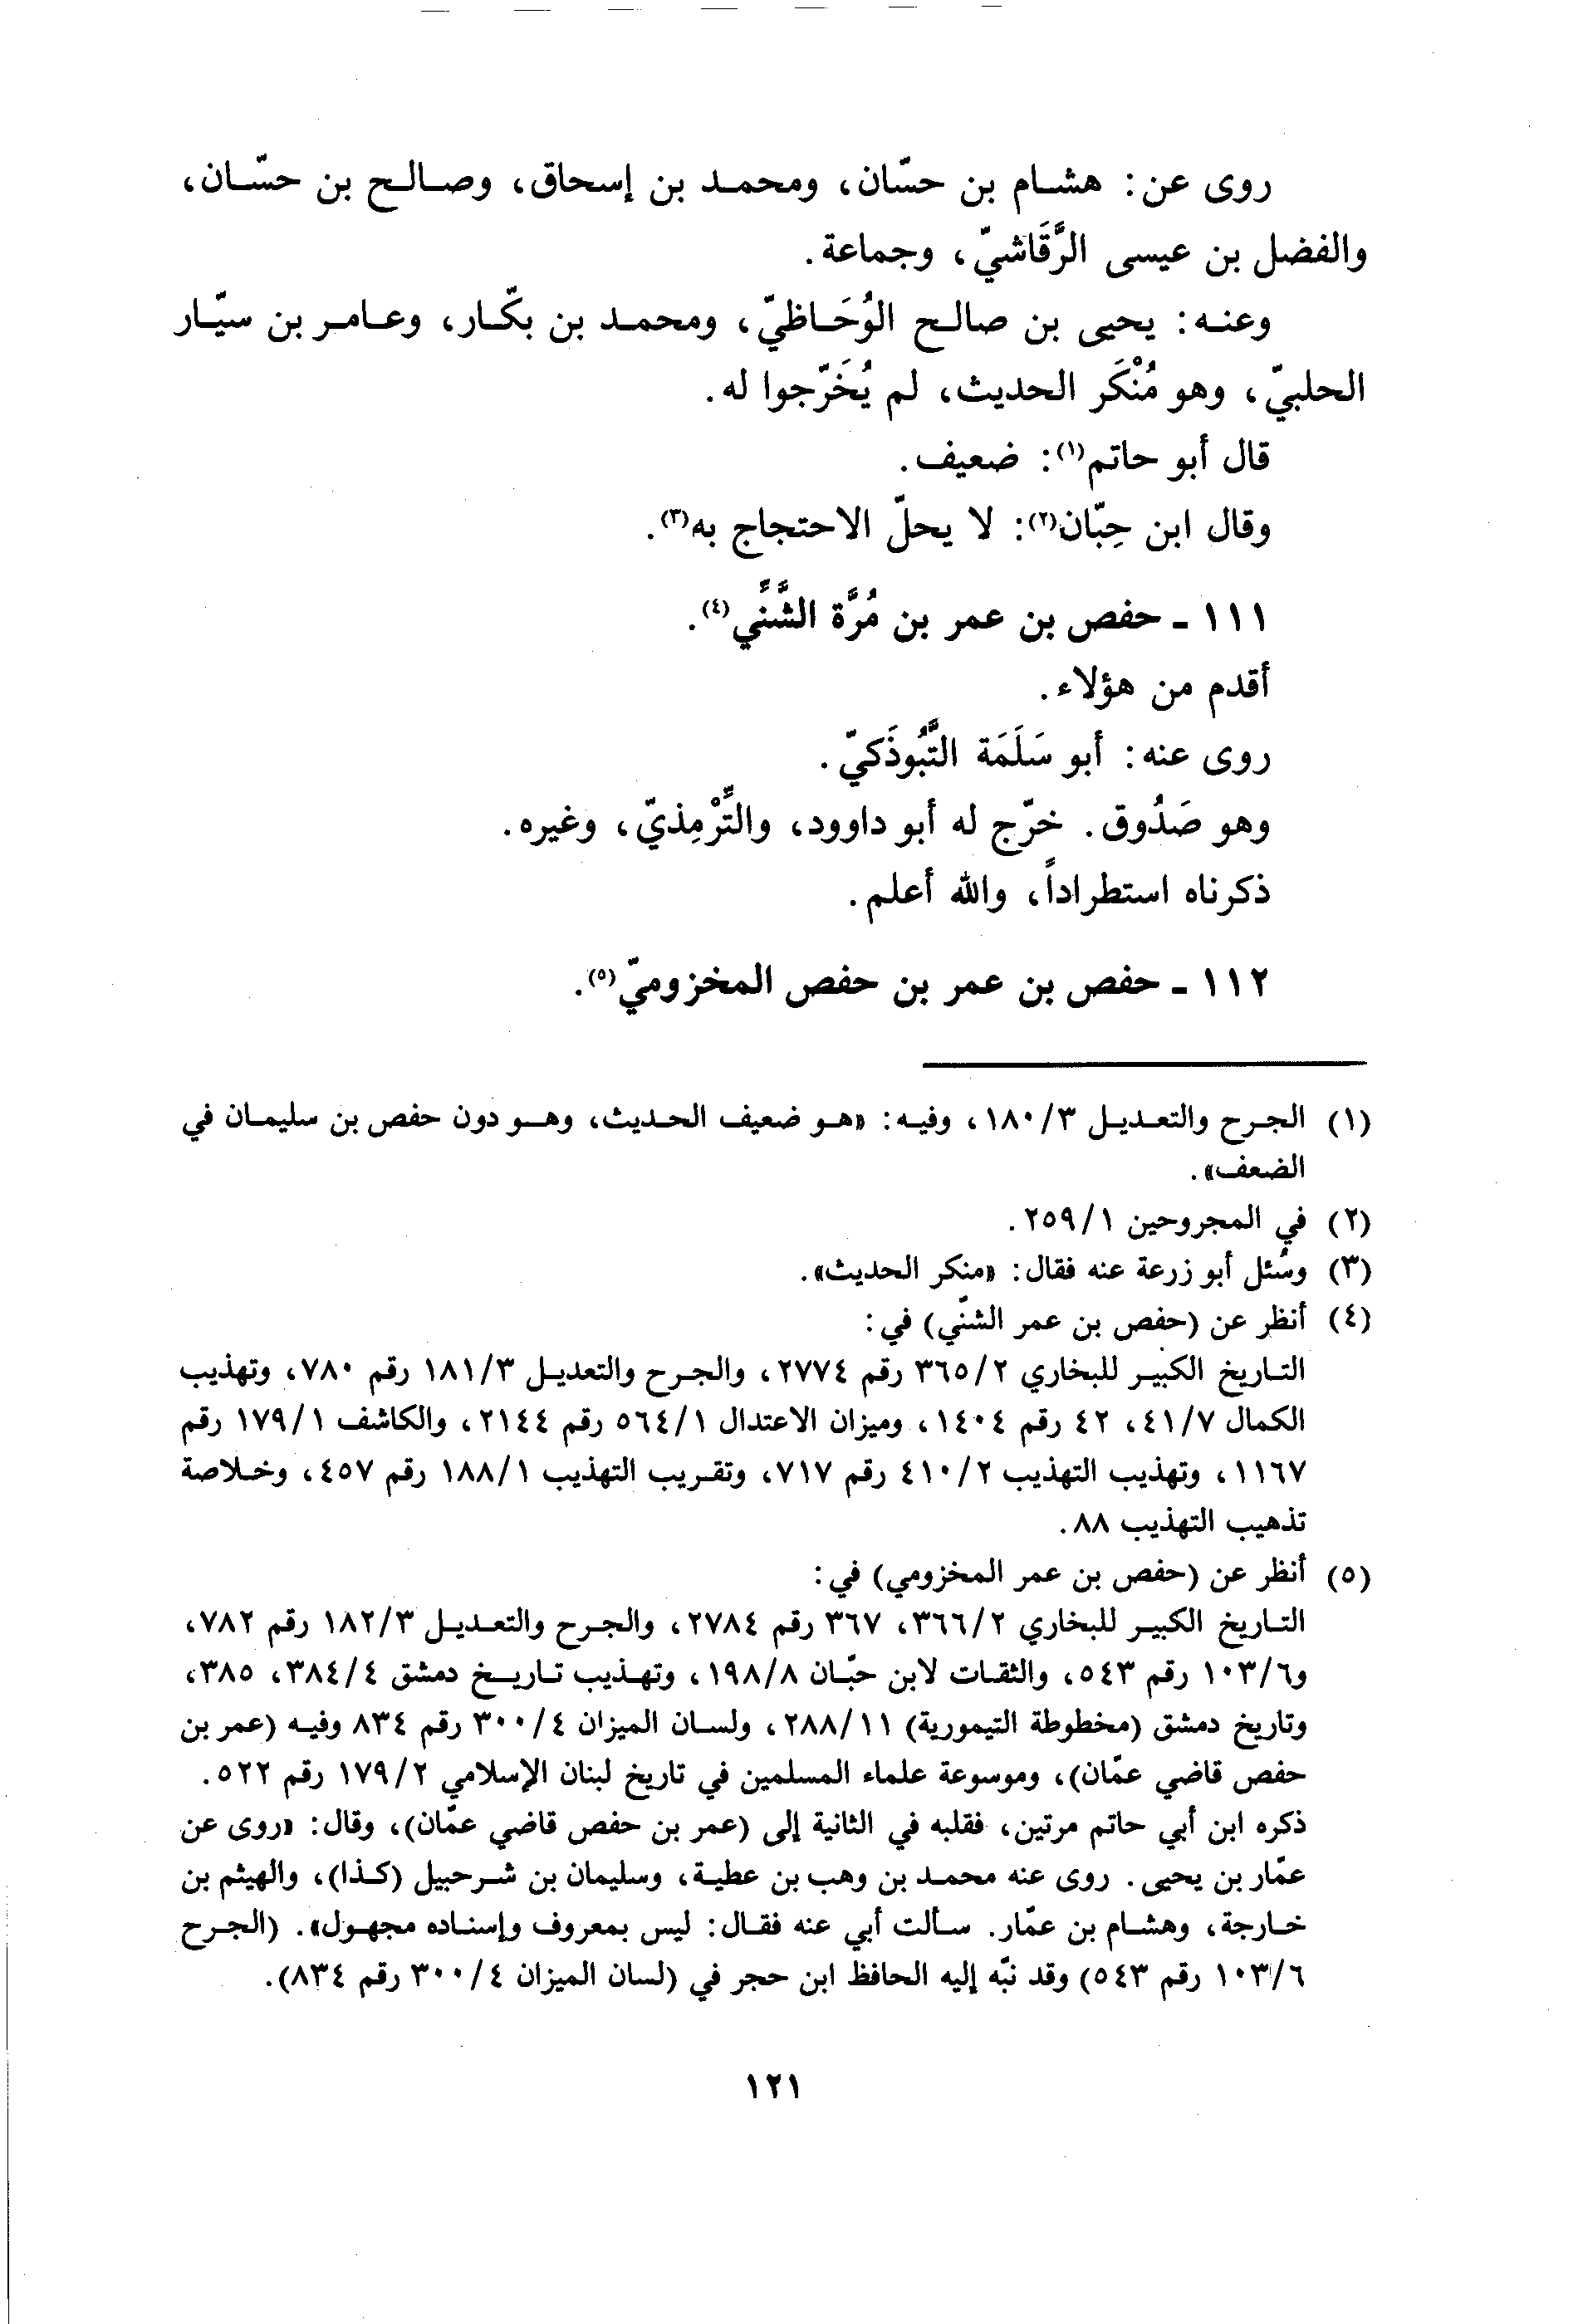 روى عن: هشام بن حسّان، ومحمد بن إسحاق، وصالح بن حسّان،
والفضل بن عيسى الرَّقَاشيّ، وجماعة.
وعنه: يحيى بن صالح الوُحَاظيّ، ومحمد بن بكّار، وعامر بن سيّار
الحلبيّ، وهو مُنْكَر الحديث، لم يُخَرّجوا له.
قال أبو حاتم(١): ضعيف.
وقال ابن حِبّان(٢): لا يحلّ الاحتجاج به(٣).
١١١ ـ حفص بن عمر بن مُرَّة الشَّنِّي(٤).
أقدم من هؤلاء.
روى عنه: أبو سَلَمَة التَّبُوذَكيّ.
وهو صَدُوق. خرّج له أبو داوود، والتِّرْمِذيّ، وغيره.
ذكرناه استطراداً، والله أعلم.
١١٢ ـ حفص بن عمر بن حفص المخزوميّ(٥).
(١) الجرح والتعديل ١٨٠/٣، وفيه: «هو ضعيف الحديث، وهو دون حفص بن سليمان في
الضعف».
(٢) في المجروحين ٢٥٩/١.
(٣) وسُئل أبو زرعة عنه فقال: «منكر الحديث».
(٤) أنظر عن (حفص بن عمر الشنّي) في:
التاريخ الكبير للبخاري ٣٦٥/٢ رقم ٢٧٧٤، والجرح والتعديل ١٨١/٣ رقم ٧٨٠، وتهذيب
الكمال ٤١/٧، ٤٢ رقم ١٤٠٤، وميزان الاعتدال ٥٦٤/١ رقم ٢١٤٤، والكاشف ١٧٩/١ رقم
١١٦٧، وتهذيب التهذيب ٤١٠/٢ رقم ٧١٧، وتقريب التهذيب ١٨٨/١ رقم ٤٥٧، وخلاصة
تذهيب التهذيب ٨٨.
(٥) أنظر عن (حفص بن عمر المخزومي) في:
التاريخ الكبير للبخاري ٣٦٦/٢، ٣٦٧ رقم ٢٧٨٤، والجرح والتعديل ١٨٢/٣ رقم ٧٨٢،
و١٠٣/٦ رقم ٥٤٣، والثقات لابن حبّان ١٩٨/٨، وتهذيب تاريخ دمشق ٣٨٤/٤، ٣٨٥،
وتاريخ دمشق (مخطوطة التيمورية) ٢٨٨/١١، ولسان الميزان ٣٠٠/٤ رقم ٨٣٤ وفيه (عمر بن
حفص قاضي عمّان)، وموسوعة علماء المسلمين في تاريخ لبنان الإسلامي ١٧٩/٢ رقم ٥٢٢.
ذكره ابن أبي حاتم مرتين، فقلبه في الثانية إلى (عمر بن حفص قاضي عمّان)، وقال: «روى عن
عمّار بن يحيى. روى عنه محمد بن وهب بن عطية، وسليمان بن شرحبيل (كذا)، والهيثم بن
خارجة، وهشام بن عمّار. سألت أبي عنه فقال: ليس بمعروف وإسناده مجهول». (الجرح
١٠٣/٦ رقم ٥٤٣) وقد نبّه إليه الحافظ ابن حجر في (لسان الميزان ٣٠٠/٤ رقم ٨٣٤).
١٢١